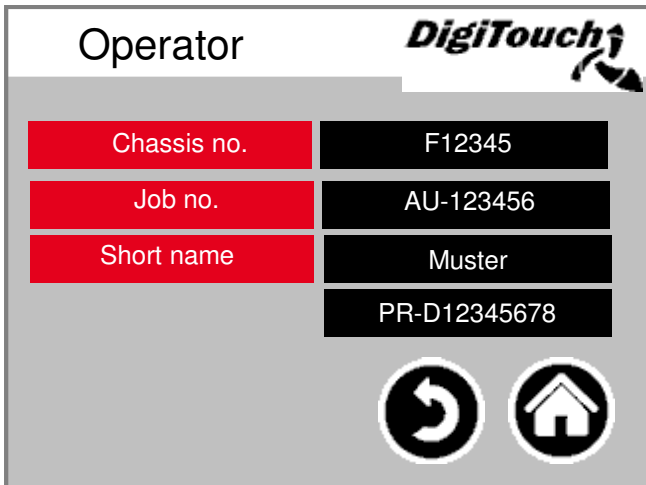 Operator
DigiTouch
Chassis no. F12345
Job no. AU-123456
Short name Muster
PR-D12345678